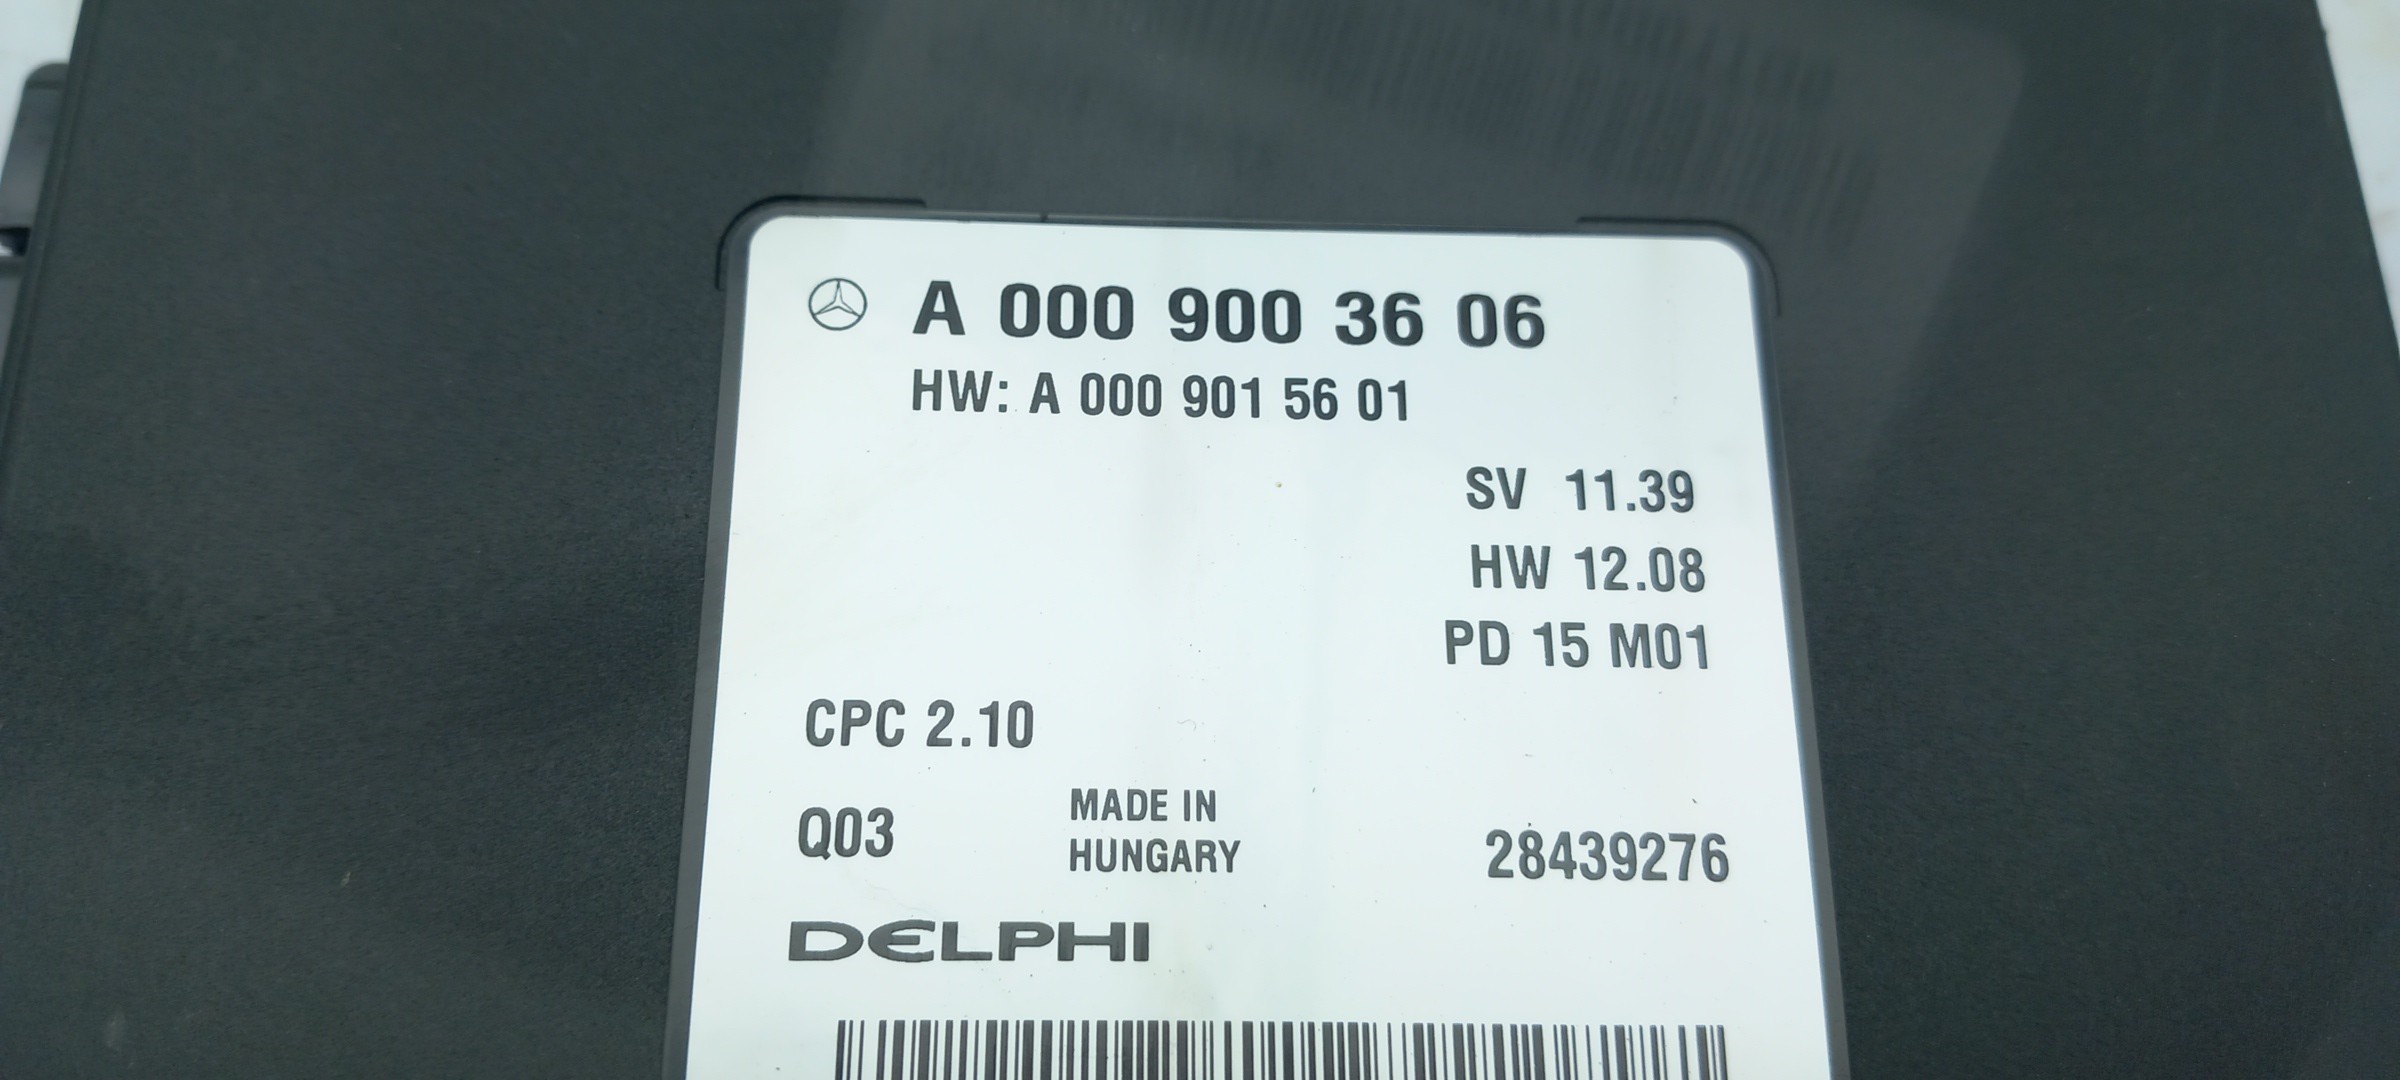 A 000 900 36 06
HW: A 000 901 56 01
SV 11.39
HW 12.08
PD 15 M01
CPC 2.10
Q03
MADE IN
HUNGARY
28439276
DELPHI